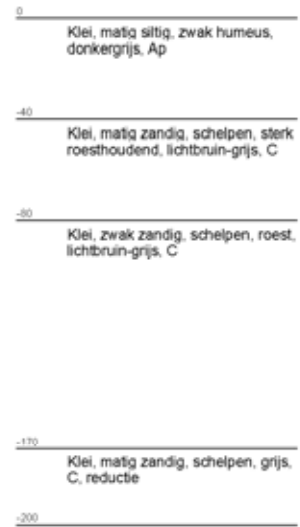 0
Klei, matig siltig, zwak humeus,
donkergrijs, Ap
-40
Klei, matig zandig, schelpen, sterk
roesthoudend, lichtbruin-grijs, C
-80
Klei, zwak zandig, schelpen, roest,
lichtbruin-grijs, C
-170
Klei, matig zandig, schelpen, grijs,
C, reductie
-200